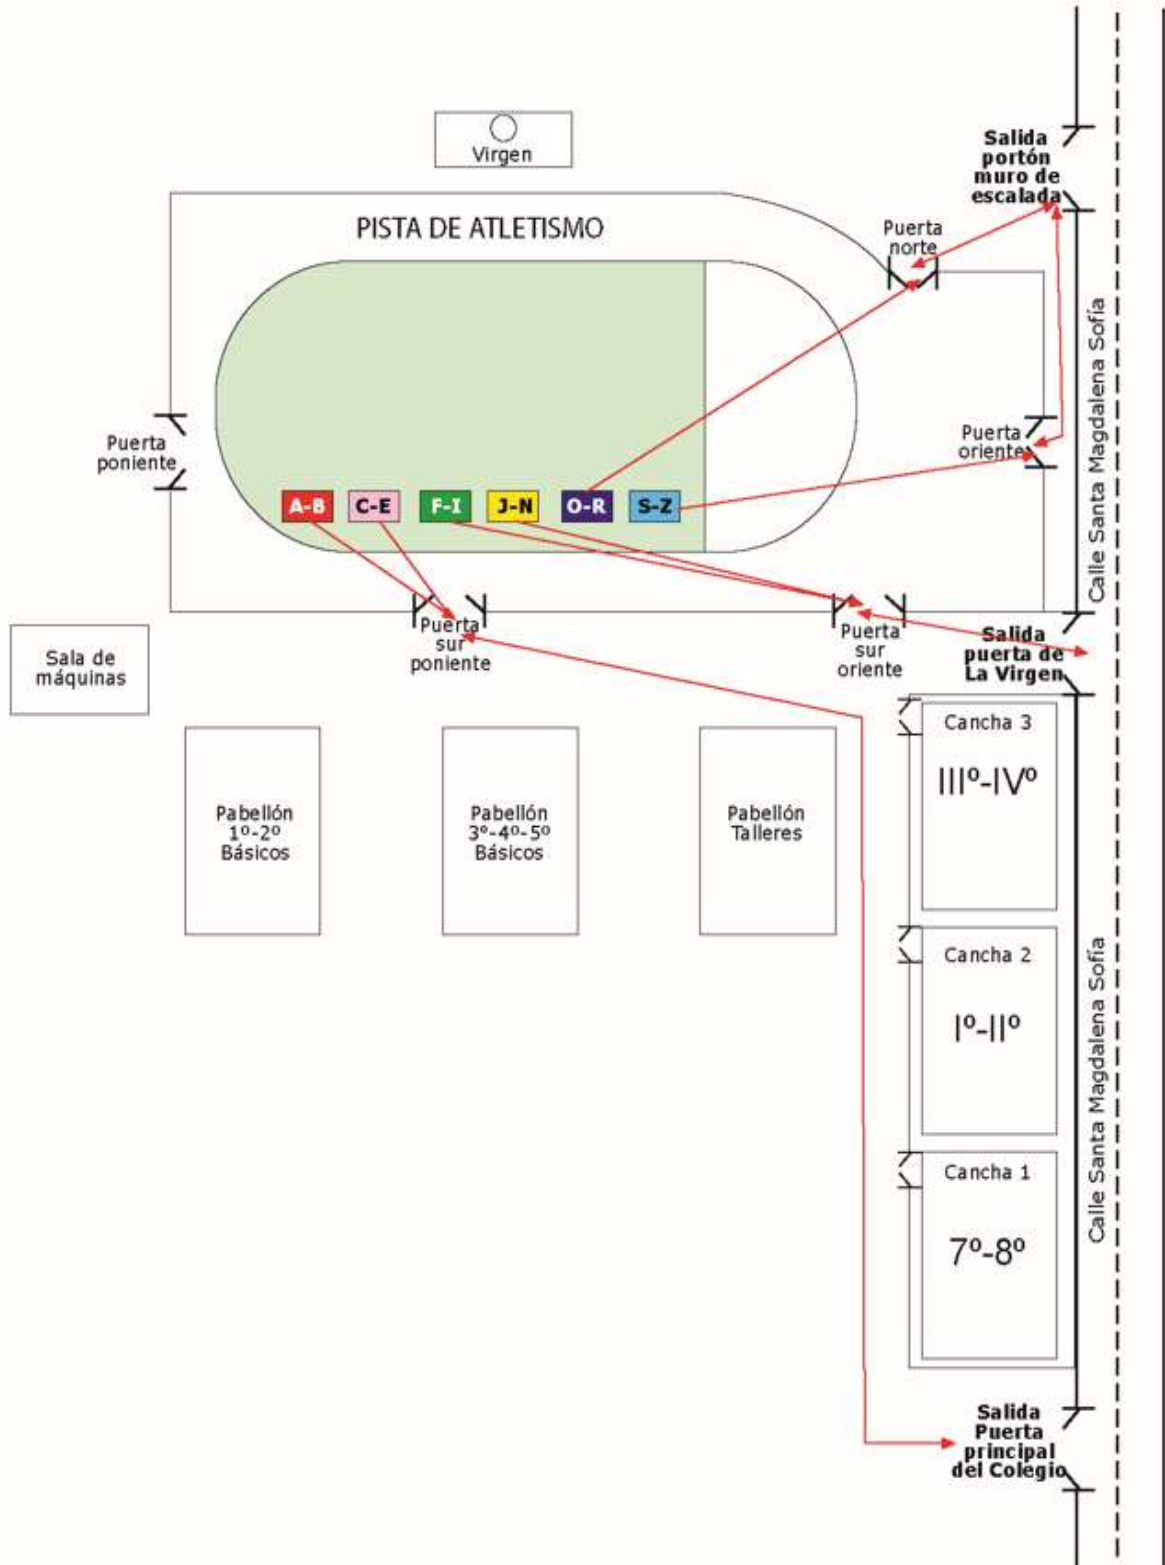 Virgen
Salida
portón
muro de
escalada
PISTA DE ATLETISMO
Puerta
norte
Calle Santa Magdalena Sofía
Puerta
poniente
Puerta
oriente
A-B
C-E
F-I
J-N
O-R
S-Z
Puerta
sur
poniente
Puerta
sur
oriente
Salida
puerta de
La Virgen
Sala de
máquinas
Cancha 3
IIIº-IVº
Pabellón
1º-2º
Básicos
Pabellón
3°-4º-5º
Básicos
Pabellón
Talleres
Cancha 2
Iº-IIº
Calle Santa Magdalena Sofía
Cancha 1
7º-8º
Salida
Puerta
principal
del Colegio